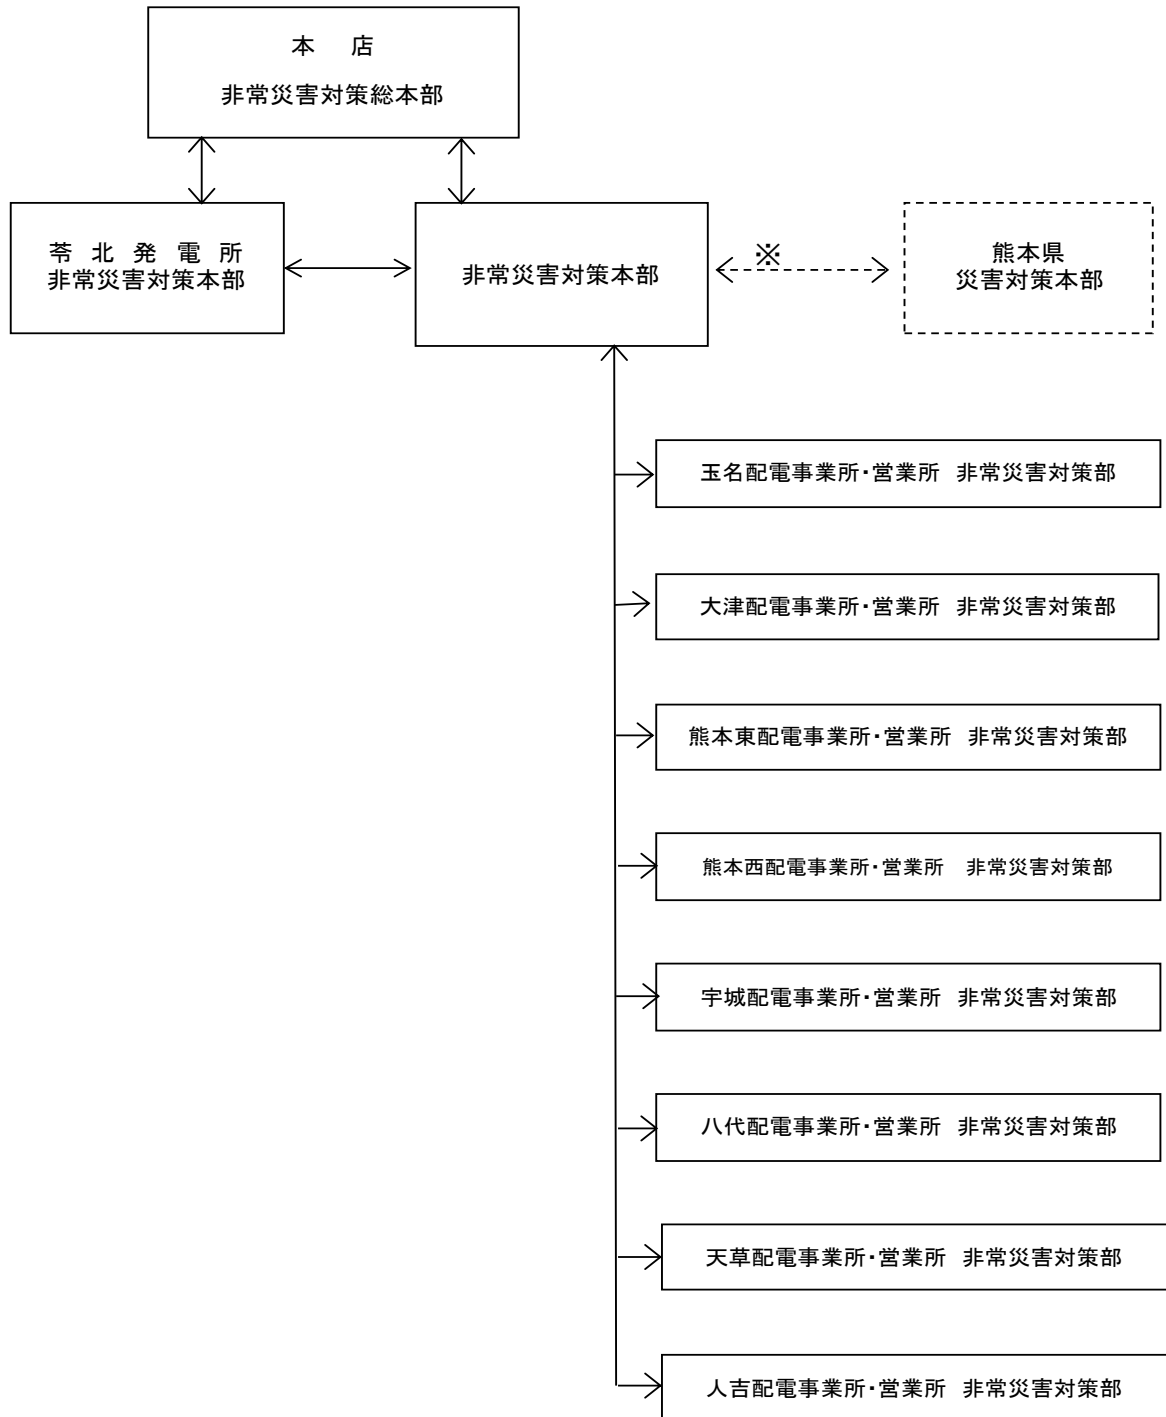 本　店
非常災害対策総本部
苓 北 発 電 所
非常災害対策本部
非常災害対策本部
※
熊本県
災害対策本部
玉名配電事業所・営業所　非常災害対策部
大津配電事業所・営業所　非常災害対策部
熊本東配電事業所・営業所　非常災害対策部
熊本西配電事業所・営業所　非常災害対策部
宇城配電事業所・営業所　非常災害対策部
八代配電事業所・営業所　非常災害対策部
天草配電事業所・営業所　非常災害対策部
人吉配電事業所・営業所　非常災害対策部